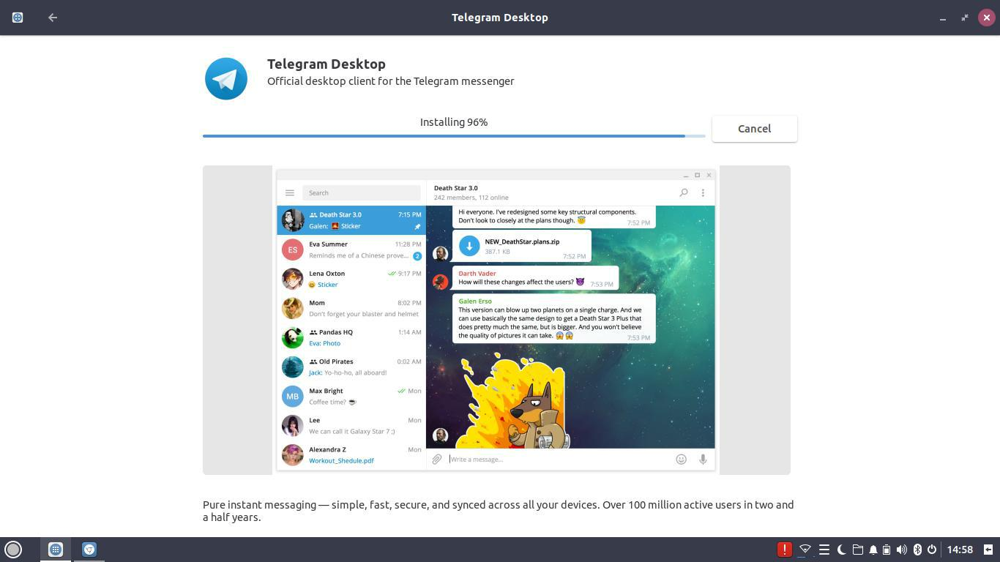 Telegram Desktop
Telegram Desktop
Official desktop client for the Telegram messenger
Installing 96%
Cancel
Search
Death Star 3.0
242 members, 112 online
Death Star 3.0 7:15 PM
Galen: Sticker
Eva Summer 11:28 PM
Reminds me of a Chinese prove... 2
ES
Lena Oxton 9:17 PM
Sticker
Mom 8:02 PM
Don't forget your blaster and helmet
Pandas HQ 1:14 AM
Eva: Photo
Old Pirates 0:02 AM
Jack: Yo-ho-ho, all aboard!
MB
Max Bright Mon
Coffee time?
Lee Mon
We can call it Galaxy Star 7 ;)
Alexandra Z Mon
Workout_Shedule.pdf
Hi everyone. I've redesigned some key structural components.
Don't look to closely at the plans though. 7:52 PM
NEW_DeathStar.plans.zip
387.1 KB
7:52 PM
Darth Vader
How will these changes affect the users? 7:53 PM
Galen Erso
This version can blow up two planets on a single charge. And we
can use basically the same design to get a Death Star 3 Plus that
does pretty much the same, but is bigger. And you won't believe
the quality of pictures it can take. 7:53 PM
Write a message...
Pure instant messaging — simple, fast, secure, and synced across all your devices. Over 100 million active users in two and
a half years.
14:58